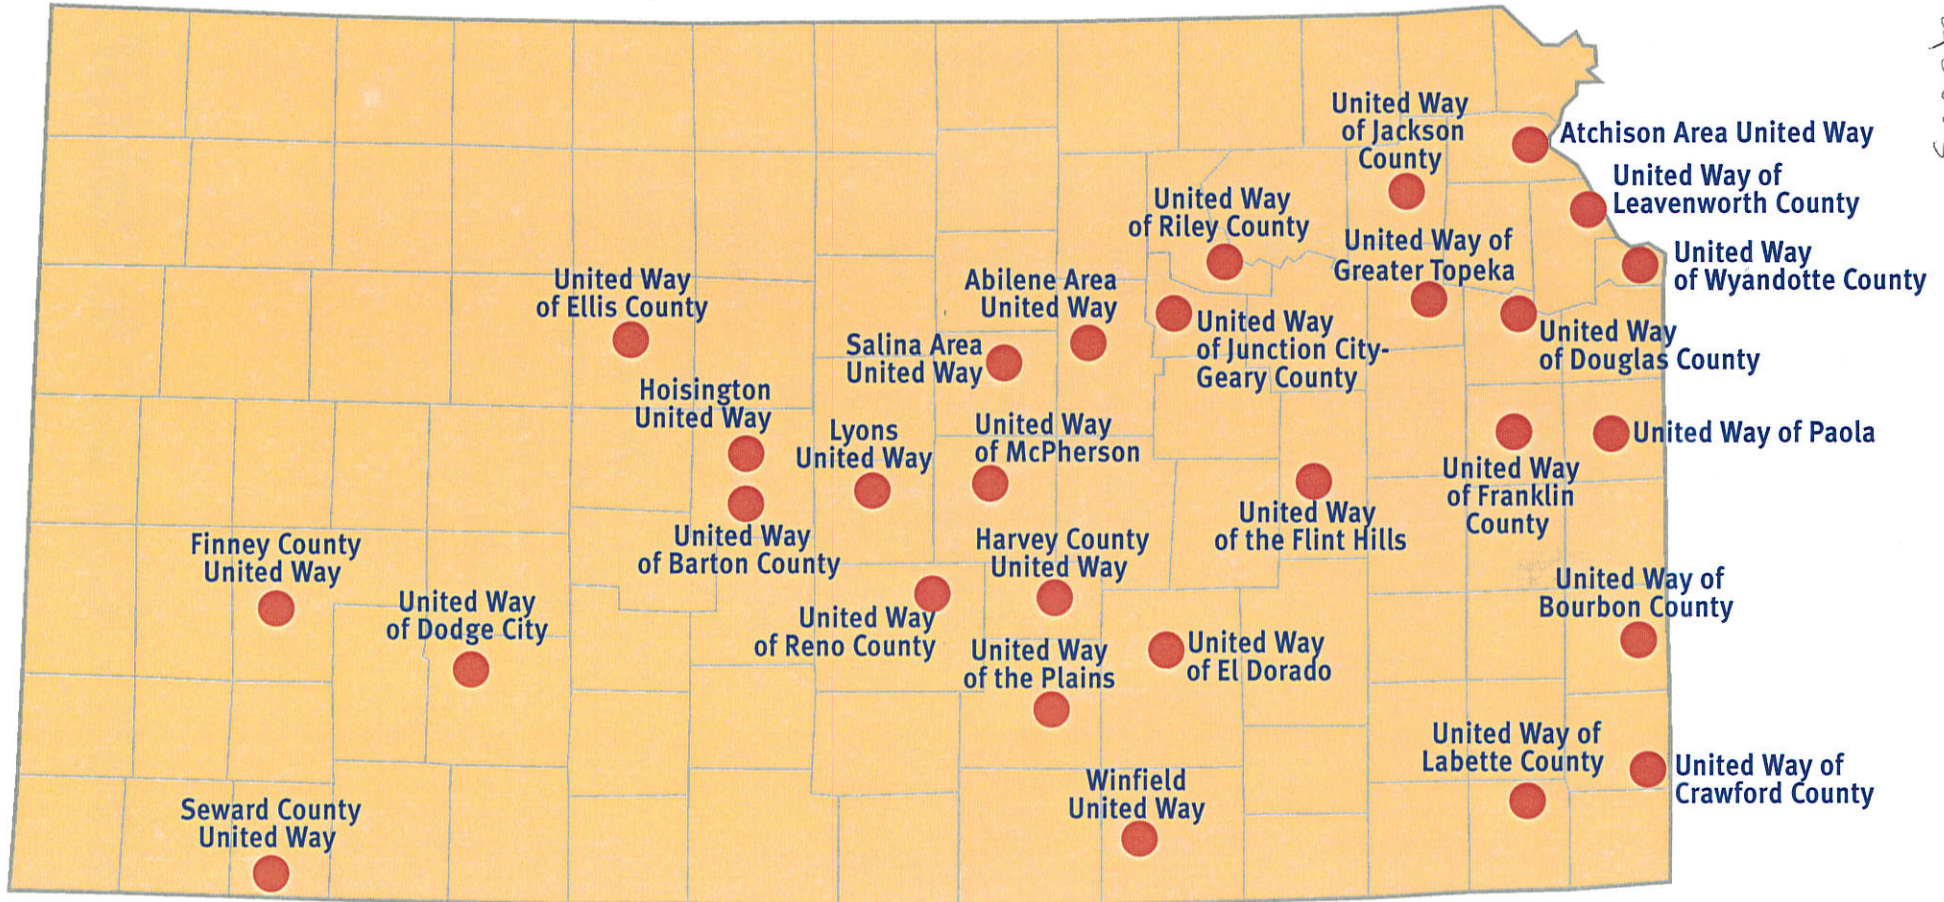 United Way
of Jackson
County
Atchison Area United Way
United Way of
Leavenworth County
United Way
of Riley County
United Way of
Greater Topeka
United Way
of Wyandotte County
United Way
of Ellis County
Abilene Area
United Way
Salina Area
United Way
United Way
of Junction City-
Geary County
United Way
of Douglas County
Hoisington
United Way
Lyons
United Way
United Way
of McPherson
United Way of Paola
United Way
of Franklin
County
United Way
of the Flint Hills
United Way
of Barton County
Finney County
United Way
Harvey County
United Way
United Way
of Dodge City
United Way
of Reno County
United Way of
Bourbon County
United Way
of the Plains
United Way
of El Dorado
United Way of
Labette County
United Way of
Crawford County
Seward County
United Way
Winfield
United Way